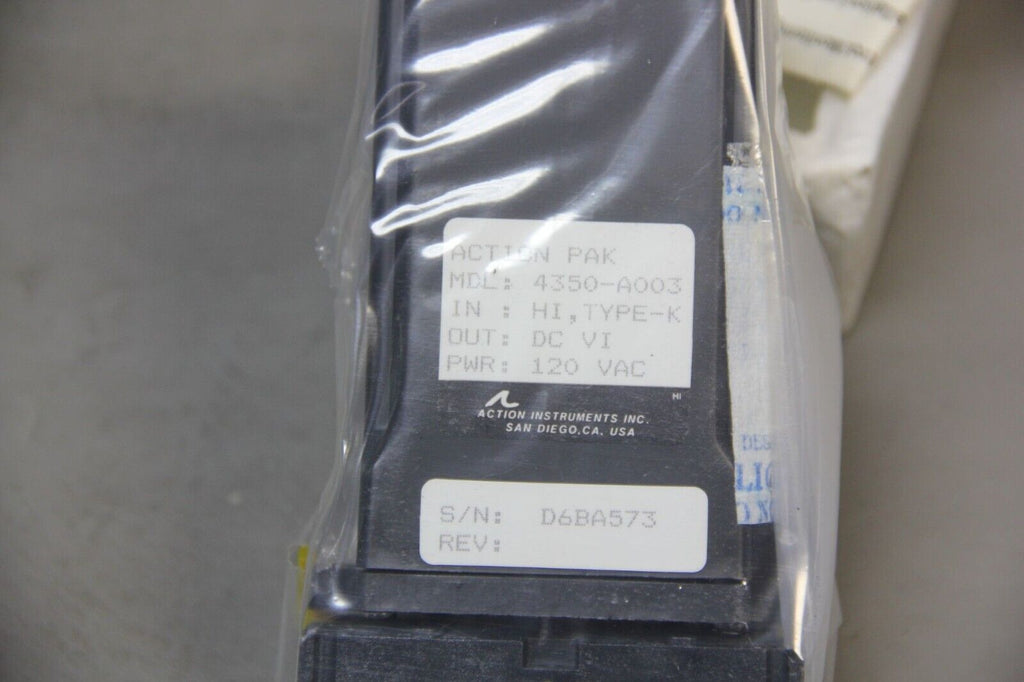 ACTION PAK
MDL: 4350-A003
IN : HI,TYPE-K
OUT: DC VI
PWR: 120 VAC
HI
ACTION INSTRUMENTS INC.
SAN DIEGO,CA. USA
S/N: D6BA573
REV: